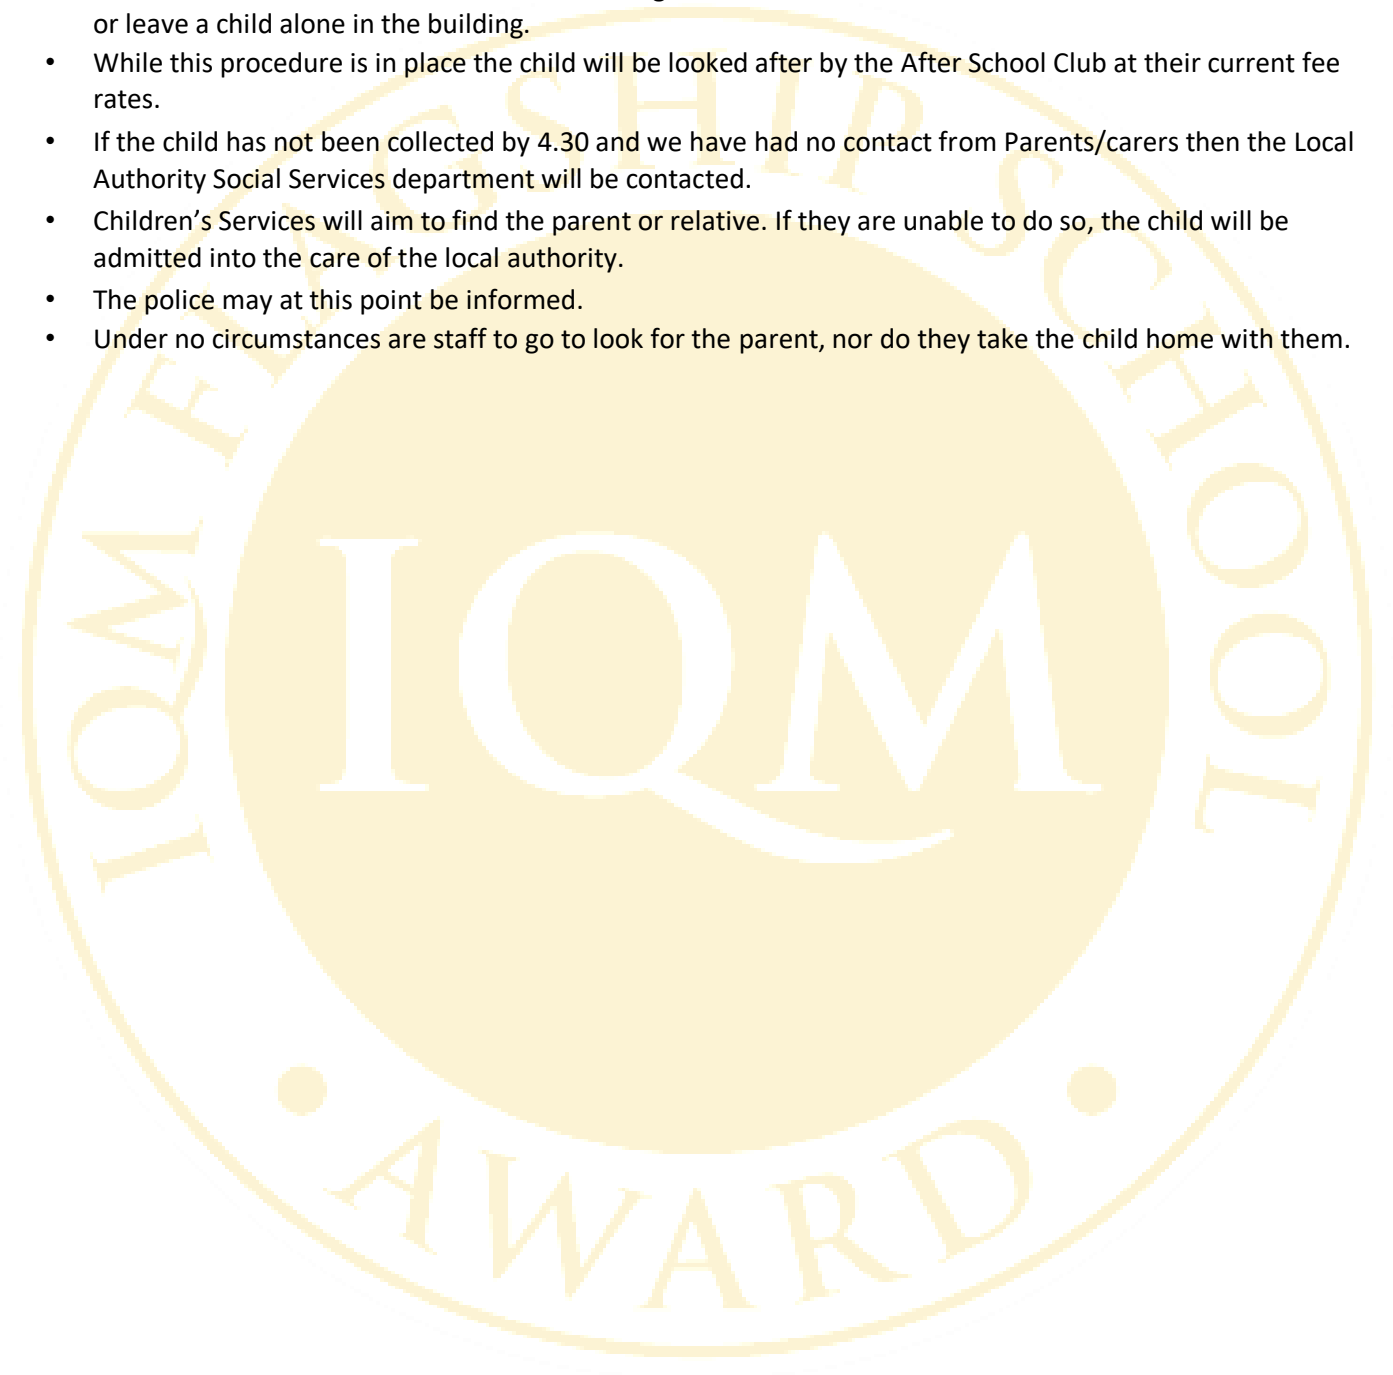 or leave a child alone in the building.
• While this procedure is in place the child will be looked after by the After School Club at their current fee
rates.
• If the child has not been collected by 4.30 and we have had no contact from Parents/carers then the Local
Authority Social Services department will be contacted.
• Children’s Services will aim to find the parent or relative. If they are unable to do so, the child will be
admitted into the care of the local authority.
• The police may at this point be informed.
• Under no circumstances are staff to go to look for the parent, nor do they take the child home with them.
IQM FLAGSHIP SCHOOL
IQM
• AWARD •